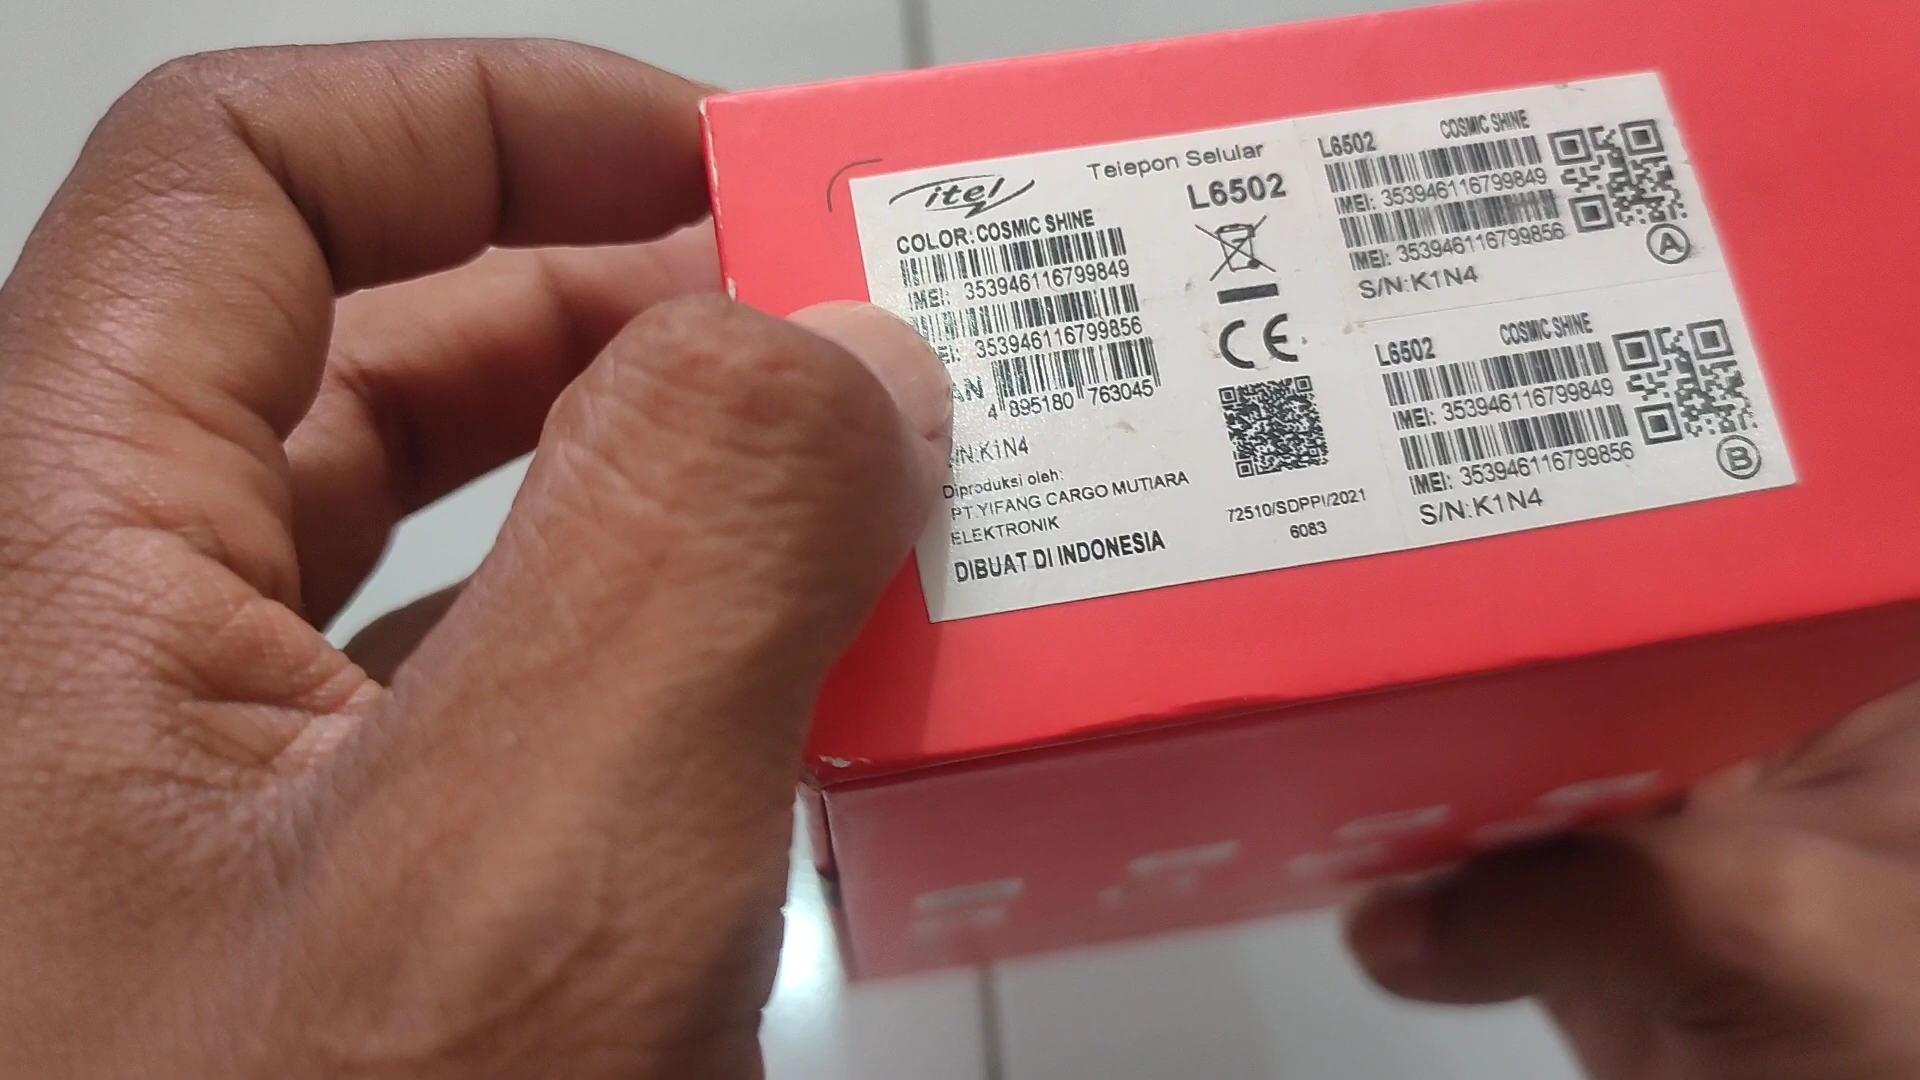 itel
Telepon Selular
L6502
COLOR: COSMIC SHINE
IMEI: 353946116799849
353946116799856
4 895180 763045
K1N4
Diproduksi oleh:
PT.YIFANG CARGO MUTIARA
ELEKTRONIK
DIBUAT DI INDONESIA
CE
72510/SDPPI/2021
6083
L6502 COSMIC SHINE
IMEI: 353946116799849
IMEI: 353946116799856
S/N:K1N4
A
L6502 COSMIC SHINE
IMEI: 353946116799849
IMEI: 353946116799856
S/N:K1N4
B